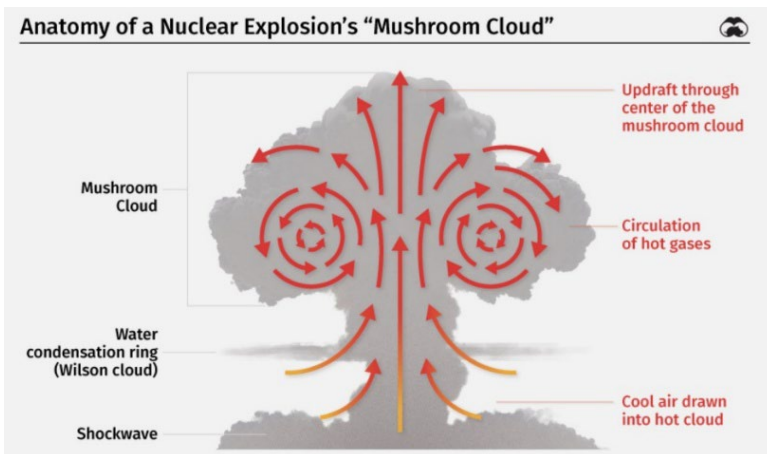 Anatomy of a Nuclear Explosion's “Mushroom Cloud”
Updraft through
center of the
mushroom cloud
Mushroom
Cloud
Circulation
of hot gases
Water
condensation ring
(Wilson cloud)
Cool air drawn
into hot cloud
Shockwave